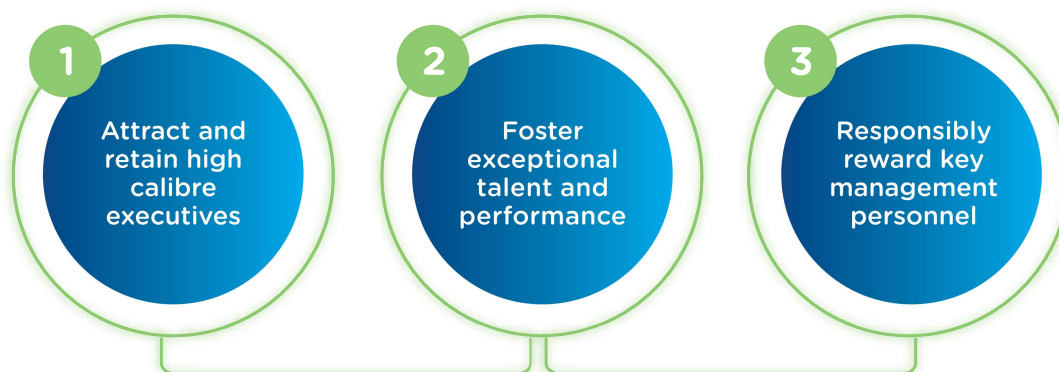 1
Attract and
retain high
calibre
executives
2
Foster
exceptional
talent and
performance
3
Responsibly
reward key
management
personnel